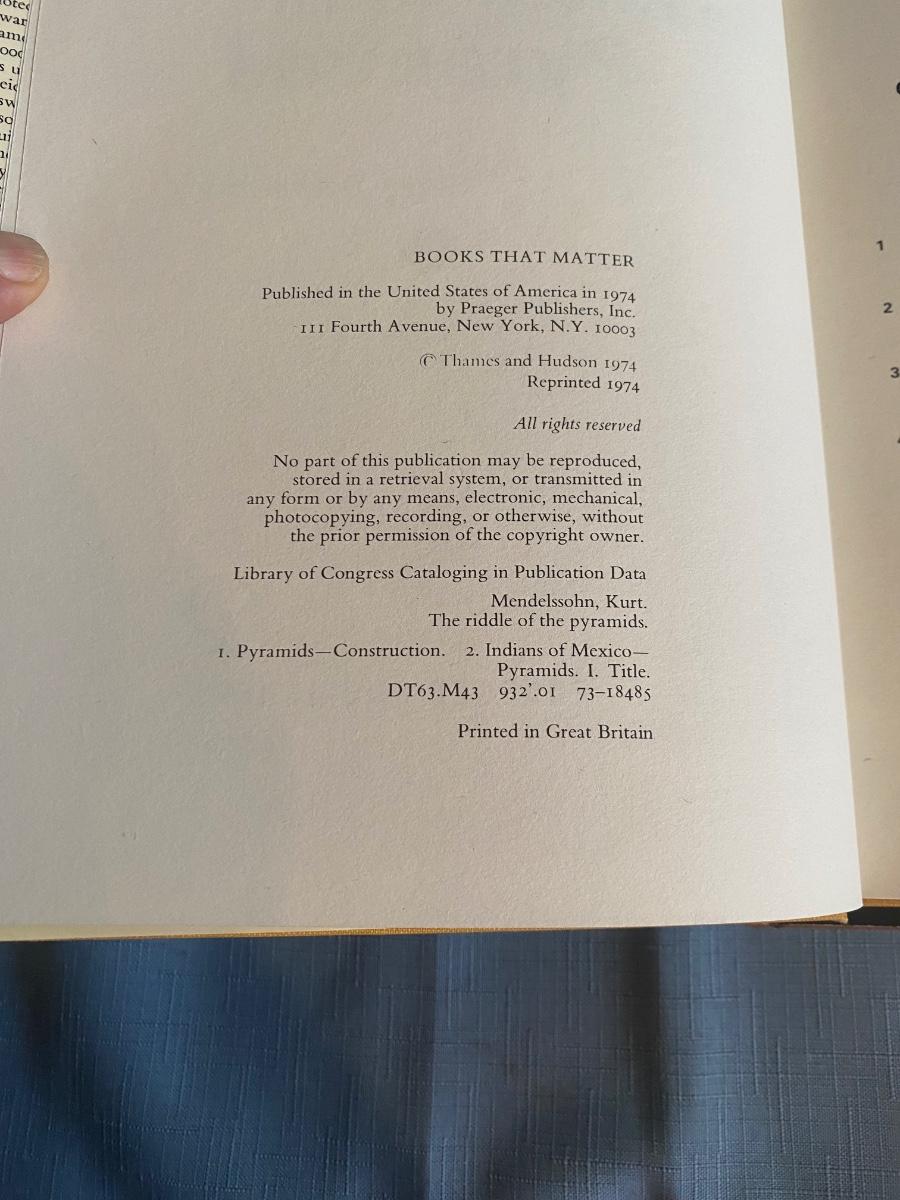 BOOKS THAT MATTER
Published in the United States of America in 1974
by Praeger Publishers, Inc.
111 Fourth Avenue, New York, N.Y. 10003
© Thames and Hudson 1974
Reprinted 1974
All rights reserved
No part of this publication may be reproduced,
stored in a retrieval system, or transmitted in
any form or by any means, electronic, mechanical,
photocopying, recording, or otherwise, without
the prior permission of the copyright owner.
Library of Congress Cataloging in Publication Data
Mendelssohn, Kurt.
The riddle of the pyramids.
1. Pyramids—Construction. 2. Indians of Mexico—
Pyramids. I. Title.
DT63.M43 932'.01 73-18485
Printed in Great Britain
1
2
3